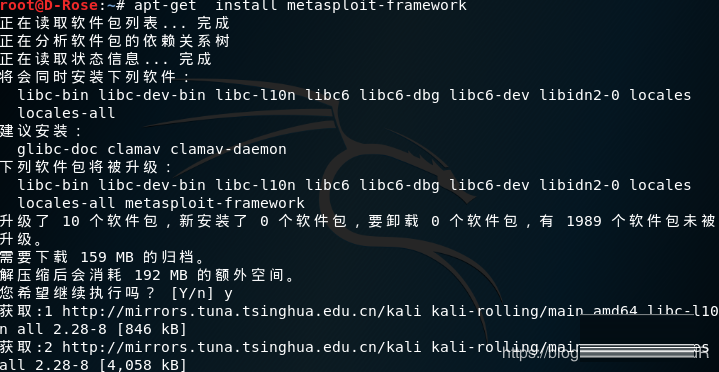 root@D-Rose:~# apt-get  install metasploit-framework
正在读取软件包列表... 完成
正在分析软件包的依赖关系树
正在读取状态信息... 完成
将会同时安装下列软件：
  libc-bin libc-dev-bin libc-l10n libc6 libc6-dbg libc6-dev libidn2-0 locales
  locales-all
建议安装：
  glibc-doc clamav clamav-daemon
下列软件包将被升级：
  libc-bin libc-dev-bin libc-l10n libc6 libc6-dbg libc6-dev libidn2-0 locales
  locales-all metasploit-framework
升级了 10 个软件包，新安装了 0 个软件包，要卸载 0 个软件包，有 1989 个软件包未被
升级。
需要下载 159 MB 的归档。
解压缩后会消耗 192 MB 的额外空间。
您希望继续执行吗？ [Y/n] y
获取:1 http://mirrors.tuna.tsinghua.edu.cn/kali kali-rolling/main amd64 libc-l10
n all 2.28-8 [846 kB]
获取:2 http://mirrors.tuna.tsinghua.edu.cn/kali kali-rolling/main
all 2.28-8 [4,058 kB]
https://blog